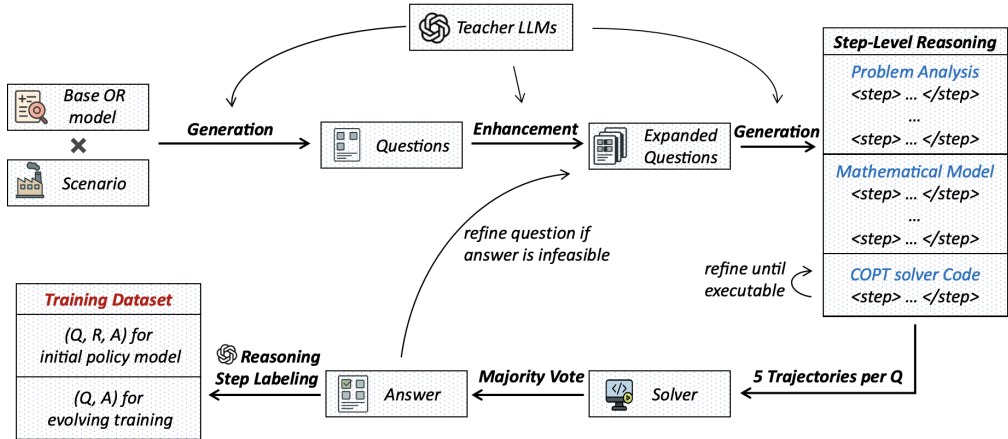 Teacher LLMs
Base OR
model
Scenario
Generation
Questions
Enhancement
Expanded
Questions
Generation
Step-Level Reasoning
Problem Analysis
<step> ... </step>
...
<step> ... </step>
Mathematical Model
<step> ... </step>
...
<step> ... </step>
COPT solver Code
<step> ... </step>
refine until
executable
refine question if
answer is infeasible
5 Trajectories per Q
Solver
Majority Vote
Answer
Reasoning
Step Labeling
Training Dataset
(Q, R, A) for
initial policy model
(Q, A) for
evolving training